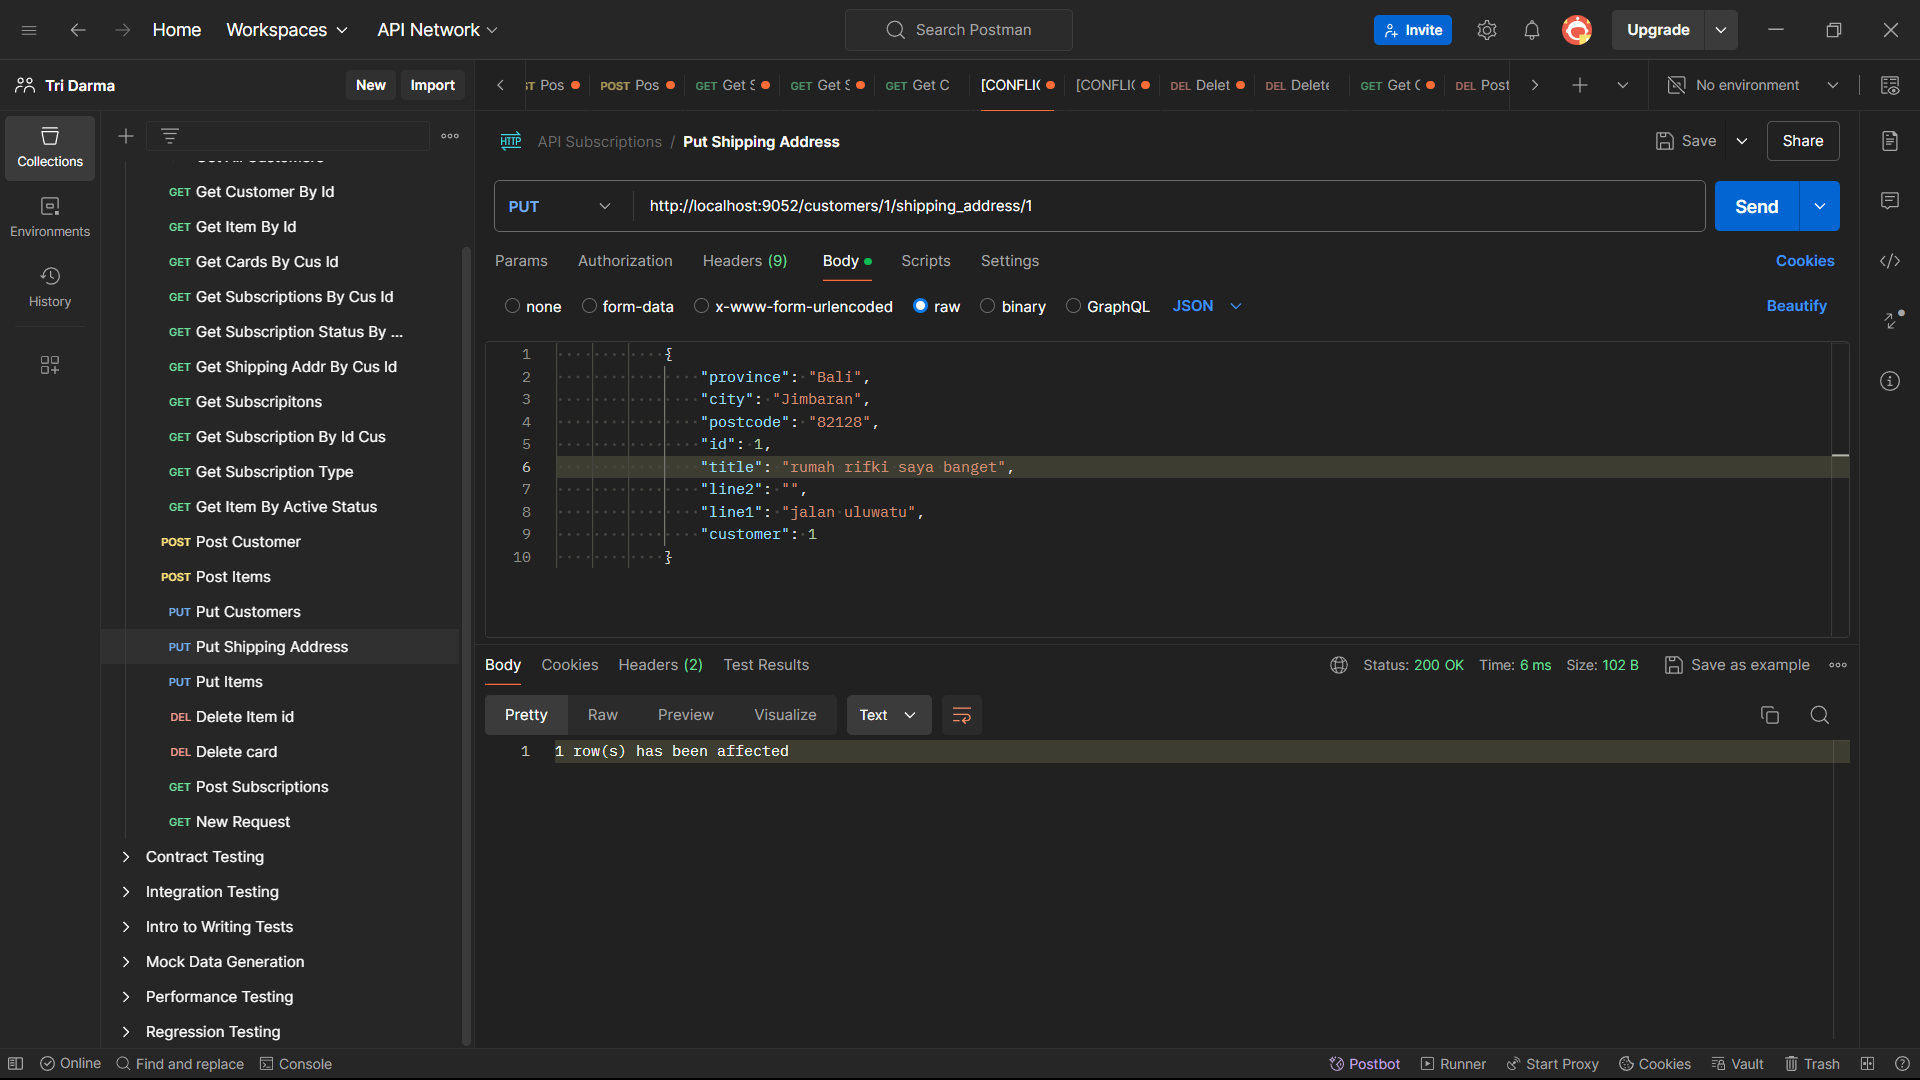 Home
Workspaces
API Network
Search Postman
Invite
Upgrade
Tri Darma
New
Import
Pos
POST Pos
GET Get S
GET Get S
GET Get C
[CONFLIC
[CONFLIC
DEL Delet
DEL Delete
GET Get C
DEL Post
No environment
Collections
Environments
History
Get All Customers
GET Get Customer By Id
GET Get Item By Id
GET Get Cards By Cus Id
GET Get Subscriptions By Cus Id
GET Get Subscription Status By ...
GET Get Shipping Addr By Cus Id
GET Get Subscripitons
GET Get Subscription By Id Cus
GET Get Subscription Type
GET Get Item By Active Status
POST Post Customer
POST Post Items
PUT Put Customers
PUT Put Shipping Address
PUT Put Items
DEL Delete Item id
DEL Delete card
GET Post Subscriptions
GET New Request
Contract Testing
Integration Testing
Intro to Writing Tests
Mock Data Generation
Performance Testing
Regression Testing
HTTP API Subscriptions / Put Shipping Address
Save
Share
PUT
http://localhost:9052/customers/1/shipping_address/1
Send
Params
Authorization
Headers (9)
Body
Scripts
Settings
Cookies
none
form-data
x-www-form-urlencoded
raw
binary
GraphQL
JSON
Beautify
1 {
2 "province": "Bali",
3 "city": "Jimbaran",
4 "postcode": "82128",
5 "id": 1,
6 "title": "rumah rifki saya banget",
7 "line2": "",
8 "line1": "jalan uluwatu",
9 "customer": 1
10 }
Body
Cookies
Headers (2)
Test Results
Status: 200 OK
Time: 6 ms
Size: 102 B
Save as example
Pretty
Raw
Preview
Visualize
Text
1 1 row(s) has been affected
Online
Find and replace
Console
Postbot
Runner
Start Proxy
Cookies
Vault
Trash